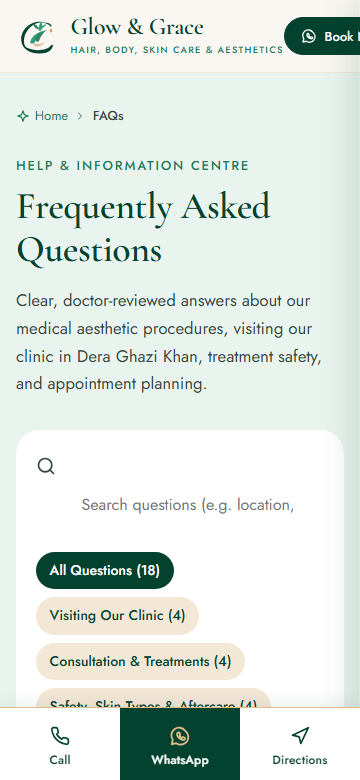 Glow & Grace
HAIR, BODY, SKIN CARE & AESTHETICS
Book
Home > FAQs
HELP & INFORMATION CENTRE
Frequently Asked
Questions
Clear, doctor-reviewed answers about our
medical aesthetic procedures, visiting our
clinic in Dera Ghazi Khan, treatment safety,
and appointment planning.
Search questions (e.g. location,
All Questions (18)
Visiting Our Clinic (4)
Consultation & Treatments (4)
Safety, Skin Types & Aftercare (4)
Call
WhatsApp
Directions